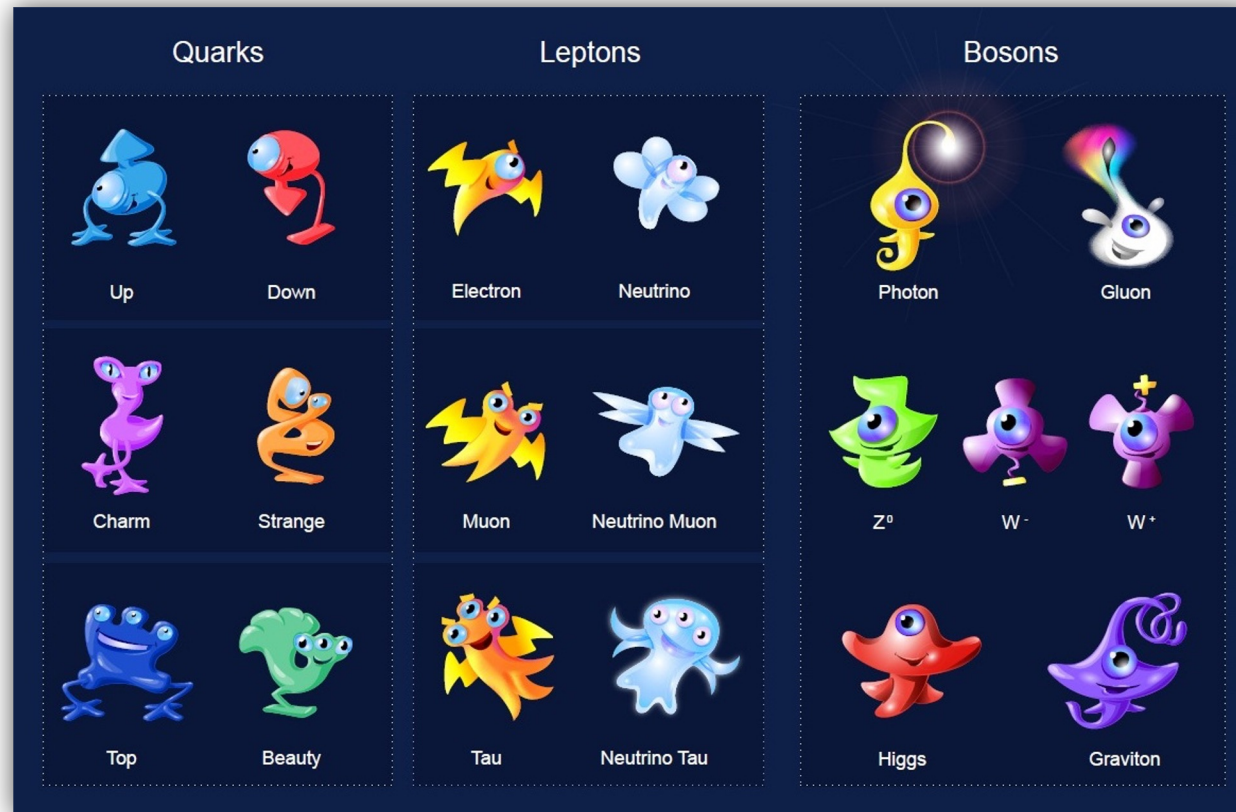 Quarks
Leptons
Bosons
Up
Down
Electron
Neutrino
Photon
Gluon
Charm
Strange
Muon
Neutrino Muon
Z⁰
W⁻
W⁺
Top
Beauty
Tau
Neutrino Tau
Higgs
Graviton